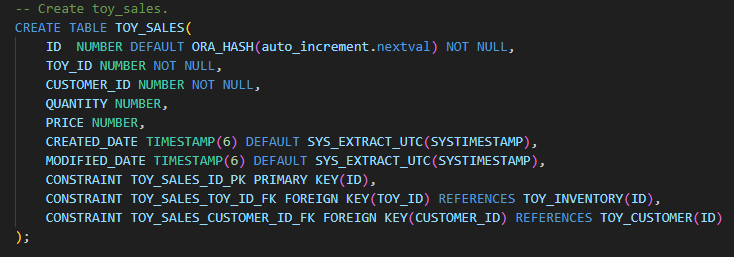 -- Create toy_sales.
CREATE TABLE TOY_SALES(
    ID  NUMBER DEFAULT ORA_HASH(auto_increment.nextval) NOT NULL,
    TOY_ID NUMBER NOT NULL,
    CUSTOMER_ID NUMBER NOT NULL,
    QUANTITY NUMBER,
    PRICE NUMBER,
    CREATED_DATE TIMESTAMP(6) DEFAULT SYS_EXTRACT_UTC(SYSTIMESTAMP),
    MODIFIED_DATE TIMESTAMP(6) DEFAULT SYS_EXTRACT_UTC(SYSTIMESTAMP),
    CONSTRAINT TOY_SALES_ID_PK PRIMARY KEY(ID),
    CONSTRAINT TOY_SALES_TOY_ID_FK FOREIGN KEY(TOY_ID) REFERENCES TOY_INVENTORY(ID),
    CONSTRAINT TOY_SALES_CUSTOMER_ID_FK FOREIGN KEY(CUSTOMER_ID) REFERENCES TOY_CUSTOMER(ID)
);